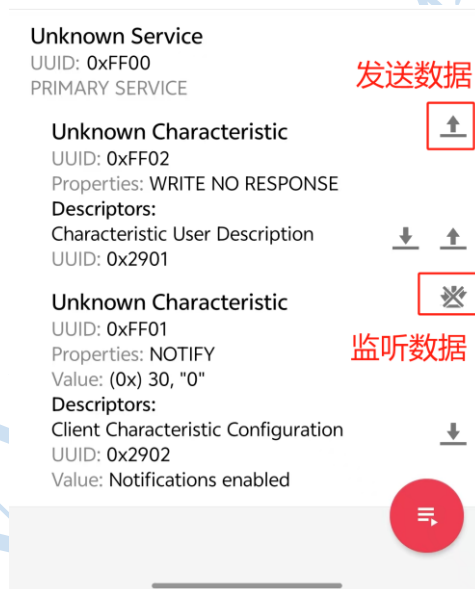 Unknown Service
UUID: 0xFF00
发送数据
PRIMARY SERVICE
Unknown Characteristic
UUID: 0xFF02
Properties: WRITE NO RESPONSE
Descriptors:
Characteristic User Description
UUID: 0x2901
Unknown Characteristic
UUID: 0xFF01
Properties: NOTIFY
监听数据
Value: (0x) 30, "0"
Descriptors:
Client Characteristic Configuration
UUID: 0x2902
Value: Notifications enabled